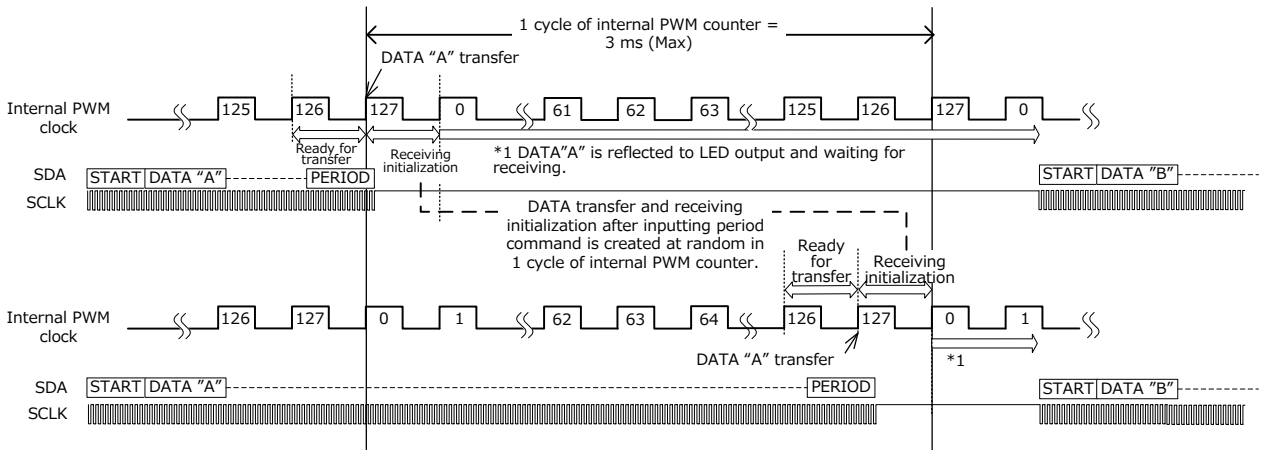 1 cycle of internal PWM counter =
3 ms (Max)
DATA “A” transfer
Internal PWM
clock
125 126 127 0 61 62 63 125 126 127 0
Ready for
transfer
Receiving
initialization
*1 DATA”A” is reflected to LED output and waiting for
receiving.
SDA
START DATA “A” PERIOD START DATA ”B”
SCLK
DATA transfer and receiving
initialization after inputting period
command is created at random in
1 cycle of internal PWM counter.
Ready
for
transfer
Receiving
initialization
Internal PWM
clock
126 127 0 1 62 63 64 126 127 0 1
DATA “A” transfer
*1
SDA
START DATA ”A” PERIOD START DATA ”B”
SCLK